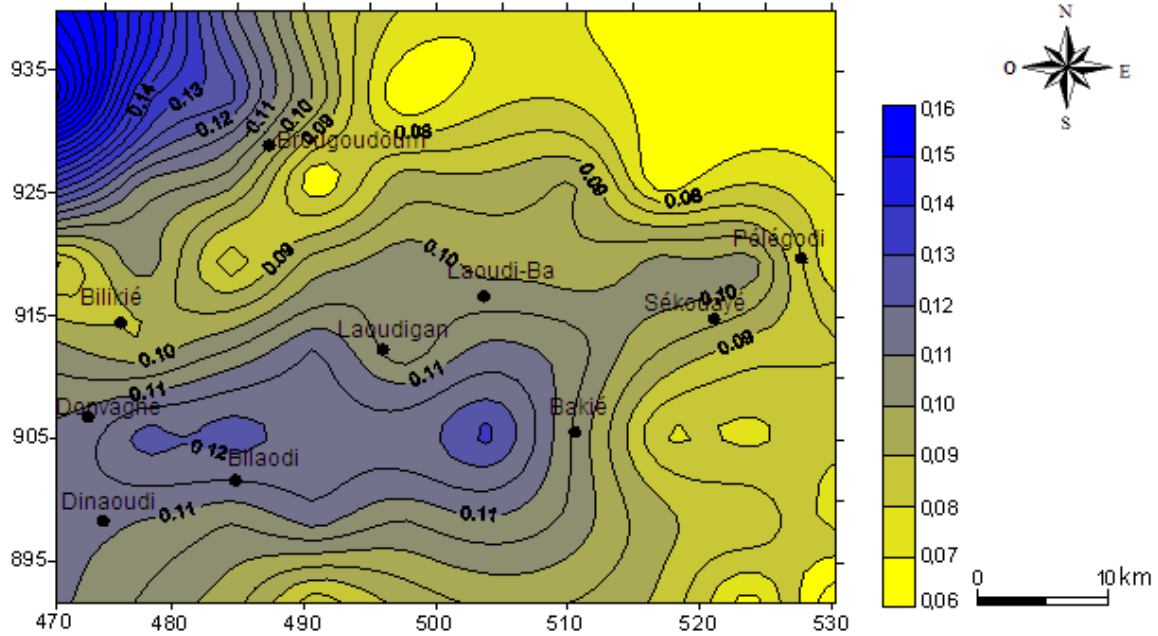 N
O E
S
935
925
915
905
895
470 480 490 500 510 520 530
0.14
0.13
0.12
0.11
0.10
0.09
0.08
0.09
0.08
0.09
0.10
0.10
0.09
0.10
0.11
0.11
0.12
0.11
0.11
Brougoudoum
Pélégodi
Laoudi-Ba
Bilikié
Sékouayé
Laoudigan
Donvagne
Bakié
Bilaodi
Dinaoudi
0,16
0,15
0,14
0,13
0,12
0,11
0,10
0,09
0,08
0,07
0,06
0 10 km